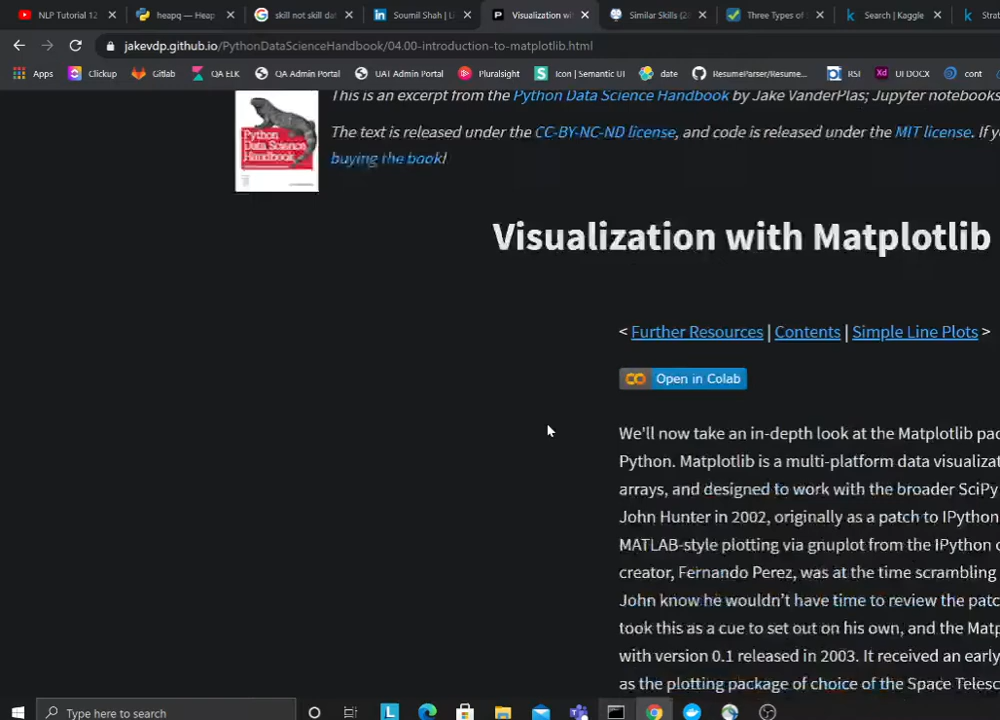 NLP Tutorial 12
heapq — Heap
skill not skill dat
Soumil Shah | Li
Visualization wi
Similar Skills (2
Three Types of
Search | Kaggle
Strat
jakevdp.github.io/PythonDataScienceHandbook/04.00-introduction-to-matplotlib.html
Apps
Clickup
Gitlab
QA ELK
QA Admin Portal
UAT Admin Portal
Pluralsight
Icon | Semantic UI
date
ResumeParser/Resume...
RSI
UI DOCX
cont
Python
Data Science
Handbook
This is an excerpt from the Python Data Science Handbook by Jake VanderPlas; Jupyter notebooks
The text is released under the CC-BY-NC-ND license, and code is released under the MIT license. If yo
buying the book!
Visualization with Matplotlib
< Further Resources | Contents | Simple Line Plots >
Open in Colab
We'll now take an in-depth look at the Matplotlib pac
Python. Matplotlib is a multi-platform data visualizat
arrays, and designed to work with the broader SciPy
John Hunter in 2002, originally as a patch to IPython
MATLAB-style plotting via gnuplot from the IPython c
creator, Fernando Perez, was at the time scrambling
John know he wouldn't have time to review the patc
took this as a cue to set out on his own, and the Matp
with version 0.1 released in 2003. It received an early
as the plotting package of choice of the Space Telesc
Type here to search